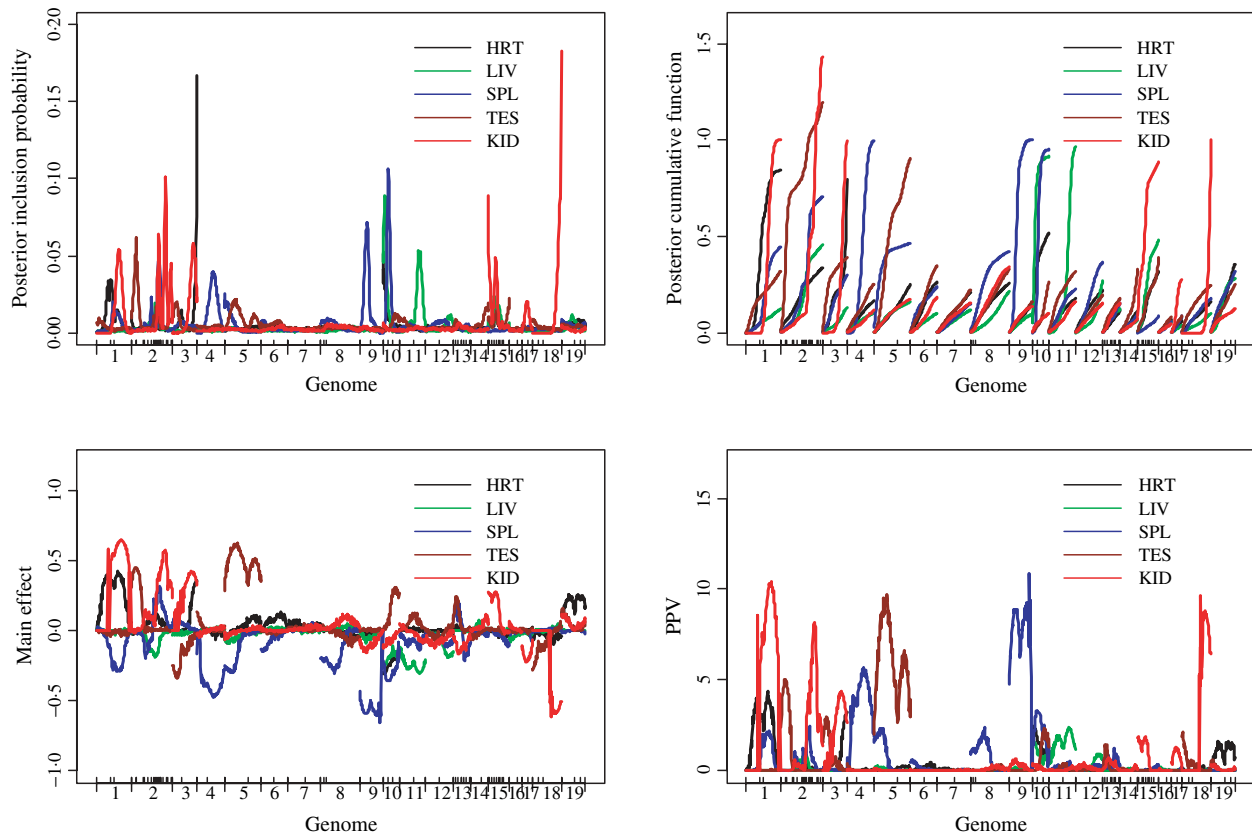 Posterior inclusion probability
0·20
0·15
0·10
0·05
0·00
HRT
LIV
SPL
TES
KID
1 2 3 4 5 6 7 8 9 10 11 12 13 14 15 16 17 18 19
Genome
Posterior cumulative function
1·5
1·0
0·5
0·0
HRT
LIV
SPL
TES
KID
1 2 3 4 5 6 7 8 9 10 11 12 13 14 15 16 17 18 19
Genome
Main effect
1·0
0·5
0·0
−0.5
−1.0
HRT
LIV
SPL
TES
KID
1 2 3 4 5 6 7 8 9 10 11 12 13 14 15 16 17 18 19
Genome
PPV
15
10
5
0
HRT
LIV
SPL
TES
KID
1 2 3 4 5 6 7 8 9 10 11 12 13 14 15 16 17 18 19
Genome